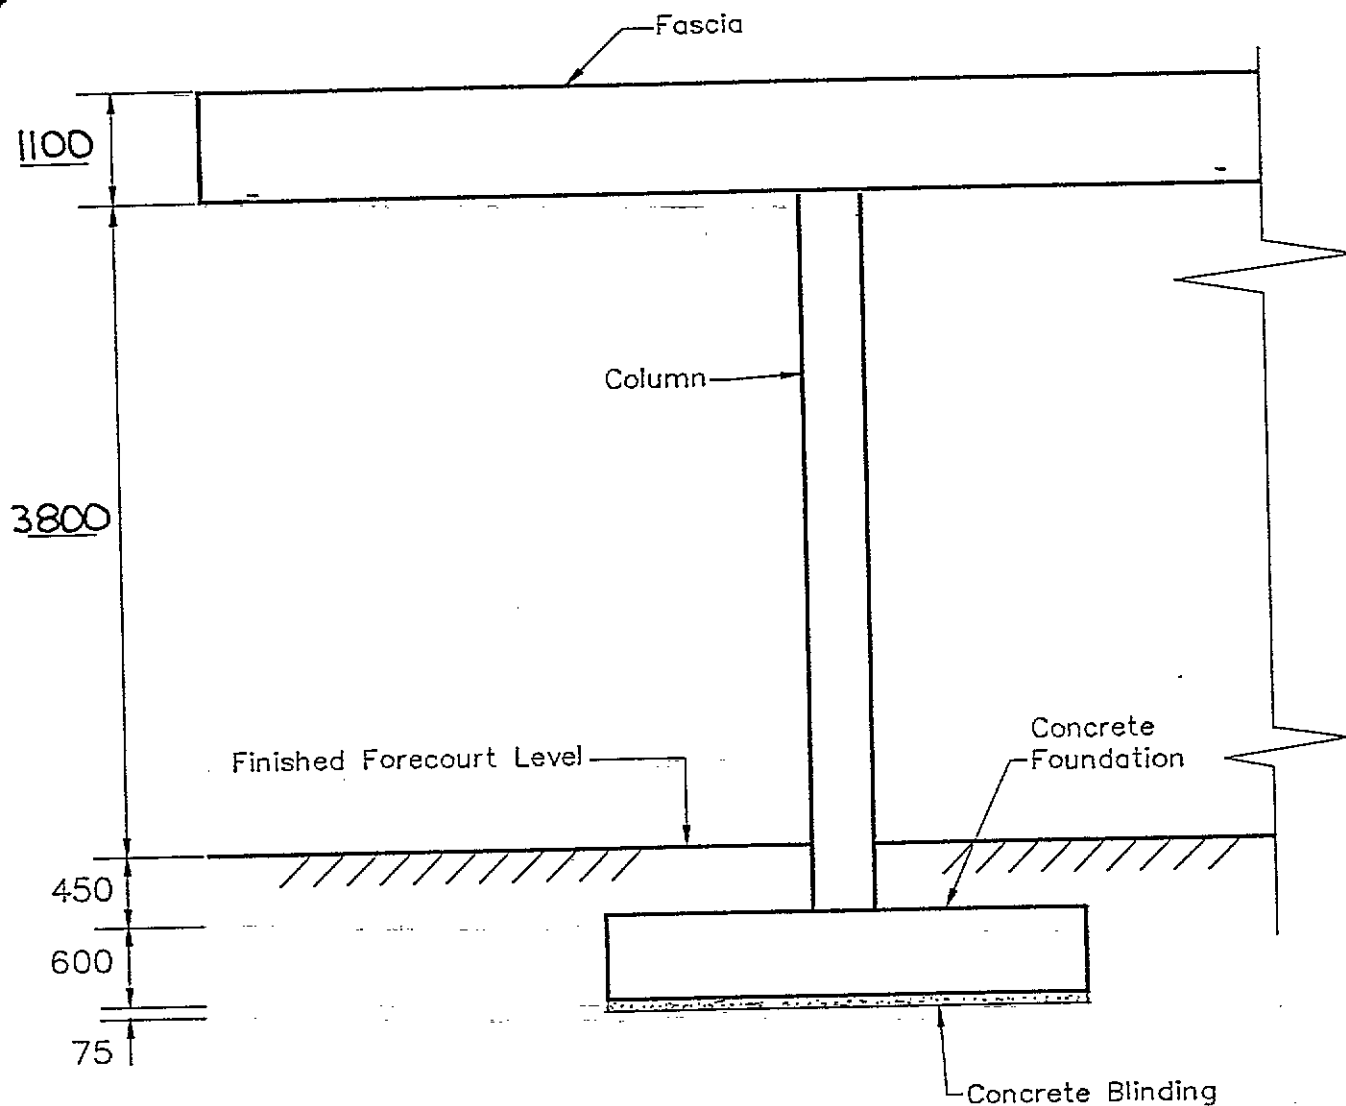 Fascia
1100
Column
3800
Concrete
Foundation
Finished Forecourt Level
450
600
75
Concrete Blinding